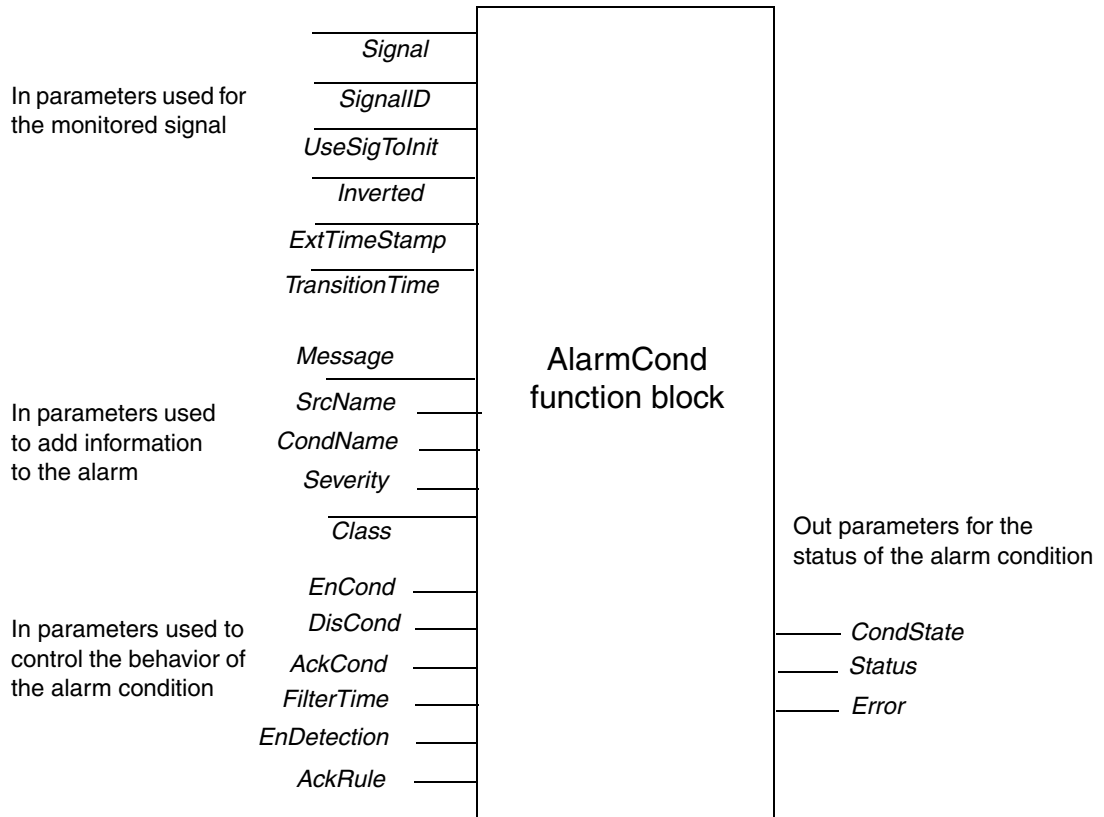 In parameters used for
the monitored signal
Signal
SignalID
UseSigToInit
Inverted
ExtTimeStamp
TransitionTime
In parameters used
to add information
to the alarm
Message
SrcName
CondName
Severity
Class
In parameters used to
control the behavior of
the alarm condition
EnCond
DisCond
AckCond
FilterTime
EnDetection
AckRule
AlarmCond
function block
Out parameters for the
status of the alarm condition
CondState
Status
Error